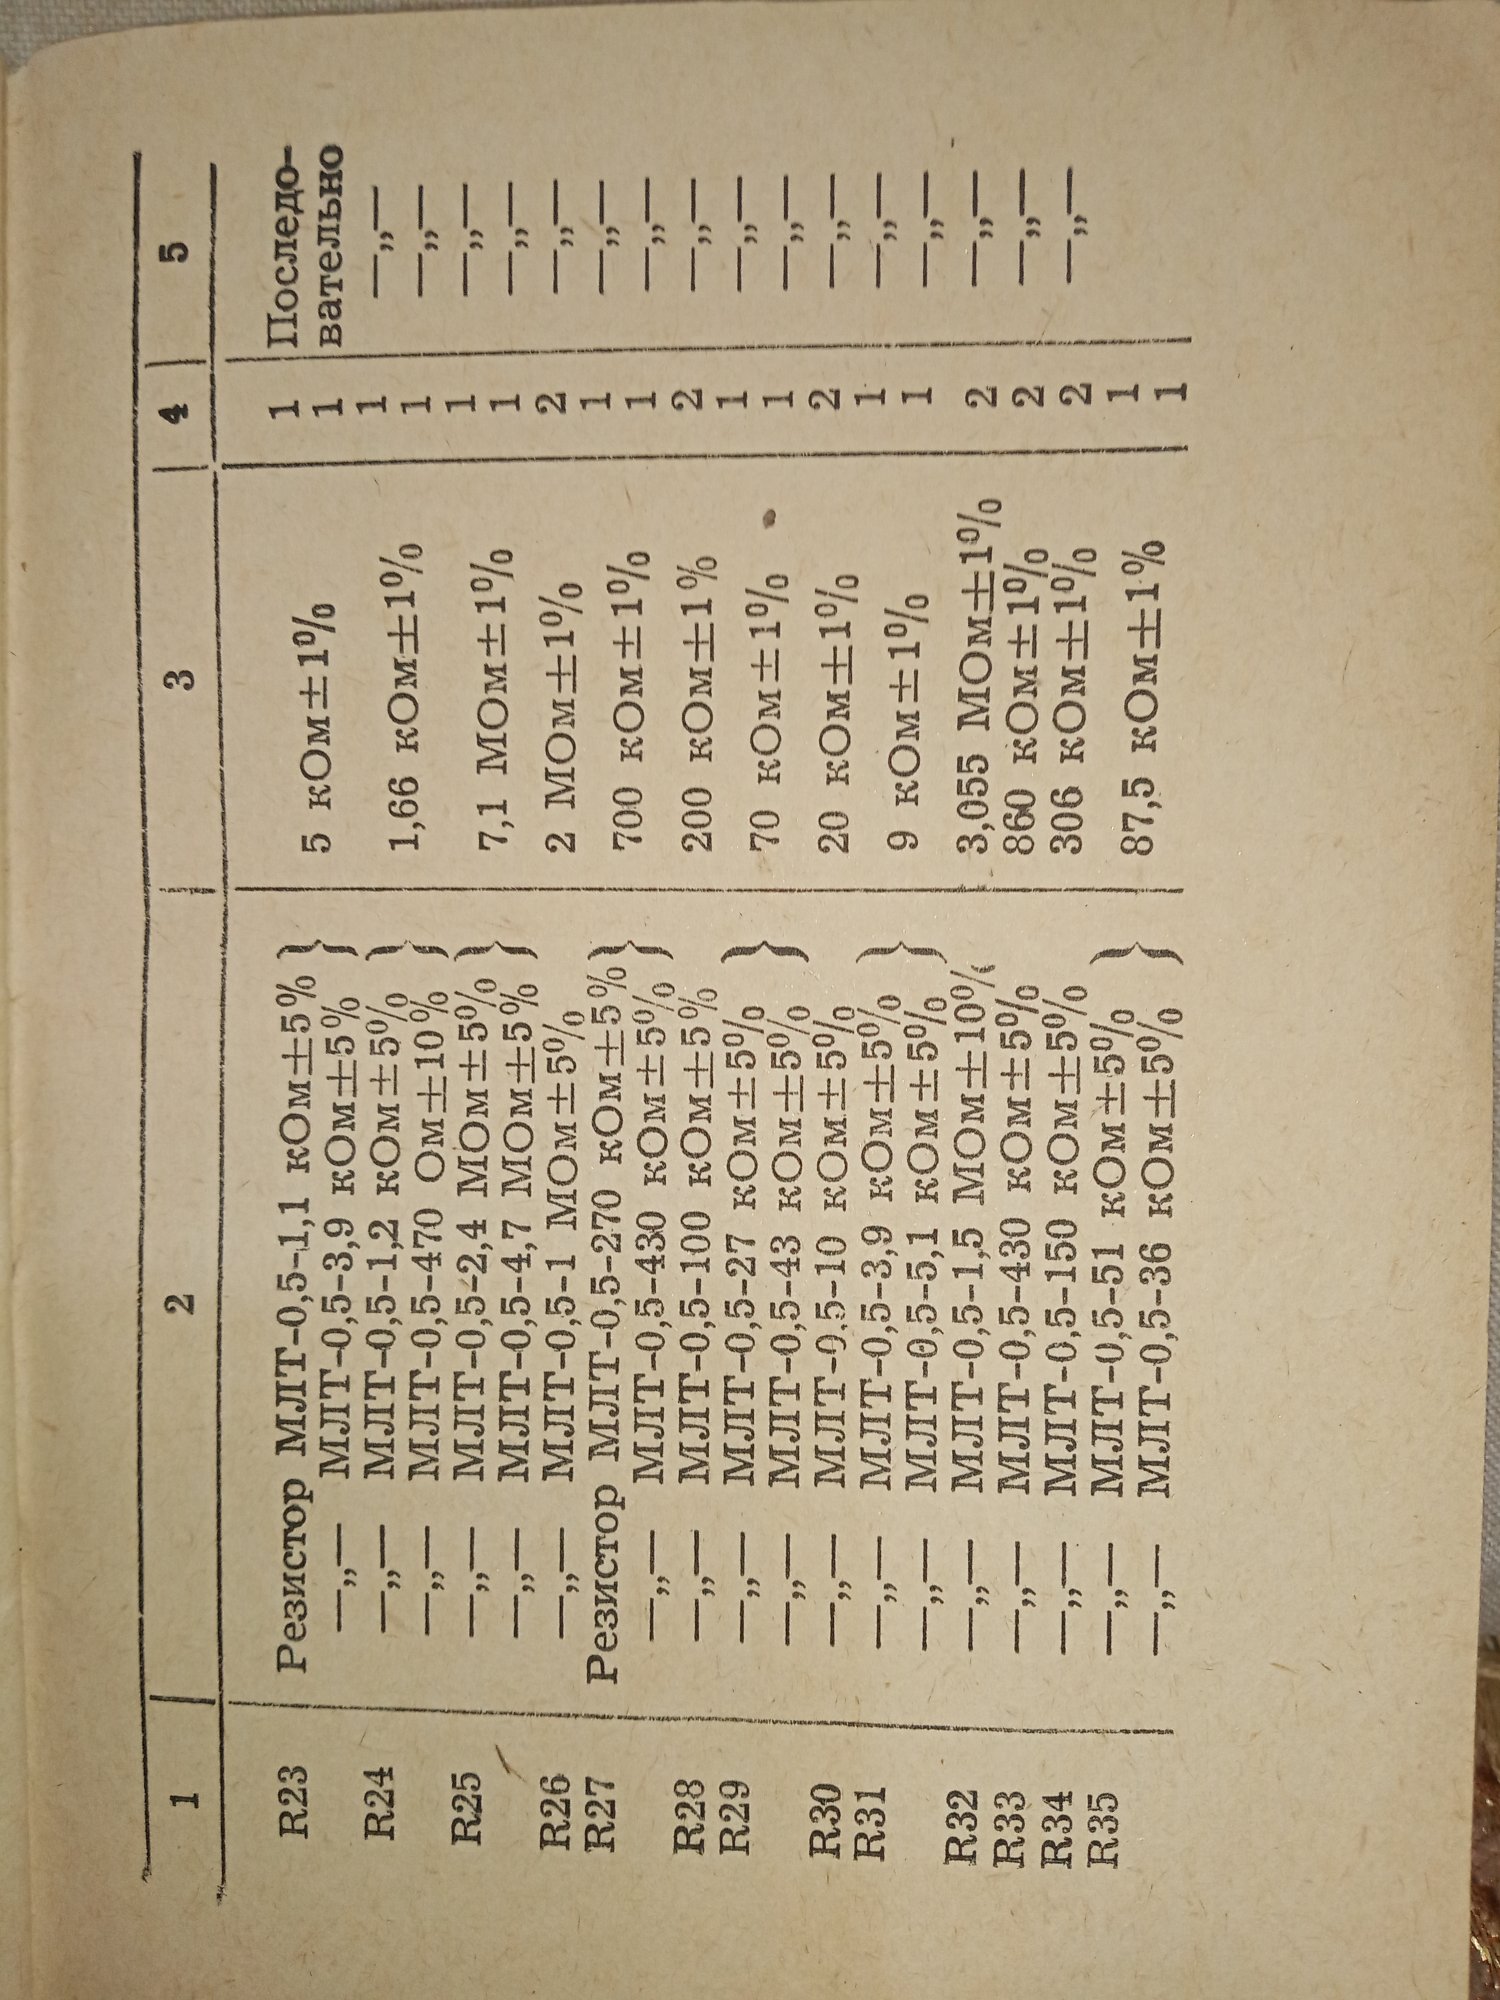 1 2 3 4 5
R23 Резистор МЛТ-0,5-1,1 кОм±5% } 5 кОм±1% 1 Последо-
—„— МЛТ-0,5-3,9 кОм±5% 1 вательно
R24 —„— МЛТ-0,5-1,2 кОм±5% } 1,66 кОм±1% 1 —„—
—„— МЛТ-0,5-470 Ом±10% 1 —„—
R25 —„— МЛТ-0,5-2,4 МОм±5% } 7,1 МОм±1% 1 —„—
—„— МЛТ-0,5-4,7 МОм±5% 1 —„—
R26 —„— МЛТ-0,5-1 МОм±5% 2 МОм±1% 2 —„—
R27 Резистор МЛТ-0,5-270 кОм±5% } 700 кОм±1% 1 —„—
—„— МЛТ-0,5-430 кОм±5% 1 —„—
R28 —„— МЛТ-0,5-100 кОм±5% 200 кОм±1% 2 —„—
R29 —„— МЛТ-0,5-27 кОм±5% } 70 кОм±1% 1 —„—
—„— МЛТ-0,5-43 кОм±5% 1 —„—
R30 —„— МЛТ-0,5-10 кОм±5% 20 кОм±1% 2 —„—
R31 —„— МЛТ-0,5-3,9 кОм±5% } 9 кОм±1% 1 —„—
—„— МЛТ-0,5-5,1 кОм±5% 1 —„—
R32 —„— МЛТ-0,5-1,5 МОм±10% 3,055 МОм±1% 2 —„—
R33 —„— МЛТ-0,5-430 кОм±5% 860 кОм±1% 2 —„—
R34 —„— МЛТ-0,5-150 кОм±5% 306 кОм±1% 2 —„—
R35 —„— МЛТ-0,5-51 кОм±5% } 87,5 кОм±1% 1
—„— МЛТ-0,5-36 кОм±5% 1